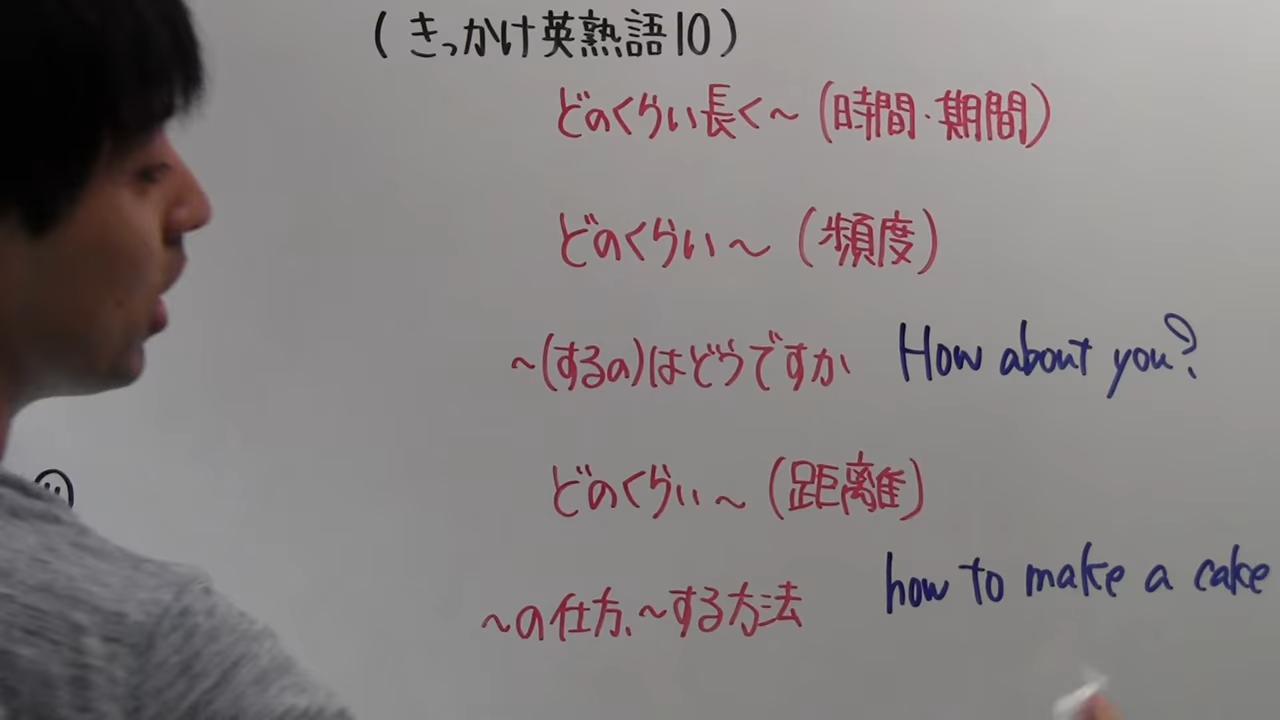 (きっかけ英熟語10)
どのくらい長く〜(時間・期間)
どのくらい〜(頻度)
〜(するの)はどうですか How about you?
どのくらい〜(距離)
〜の仕方、〜する方法 how to make a cake